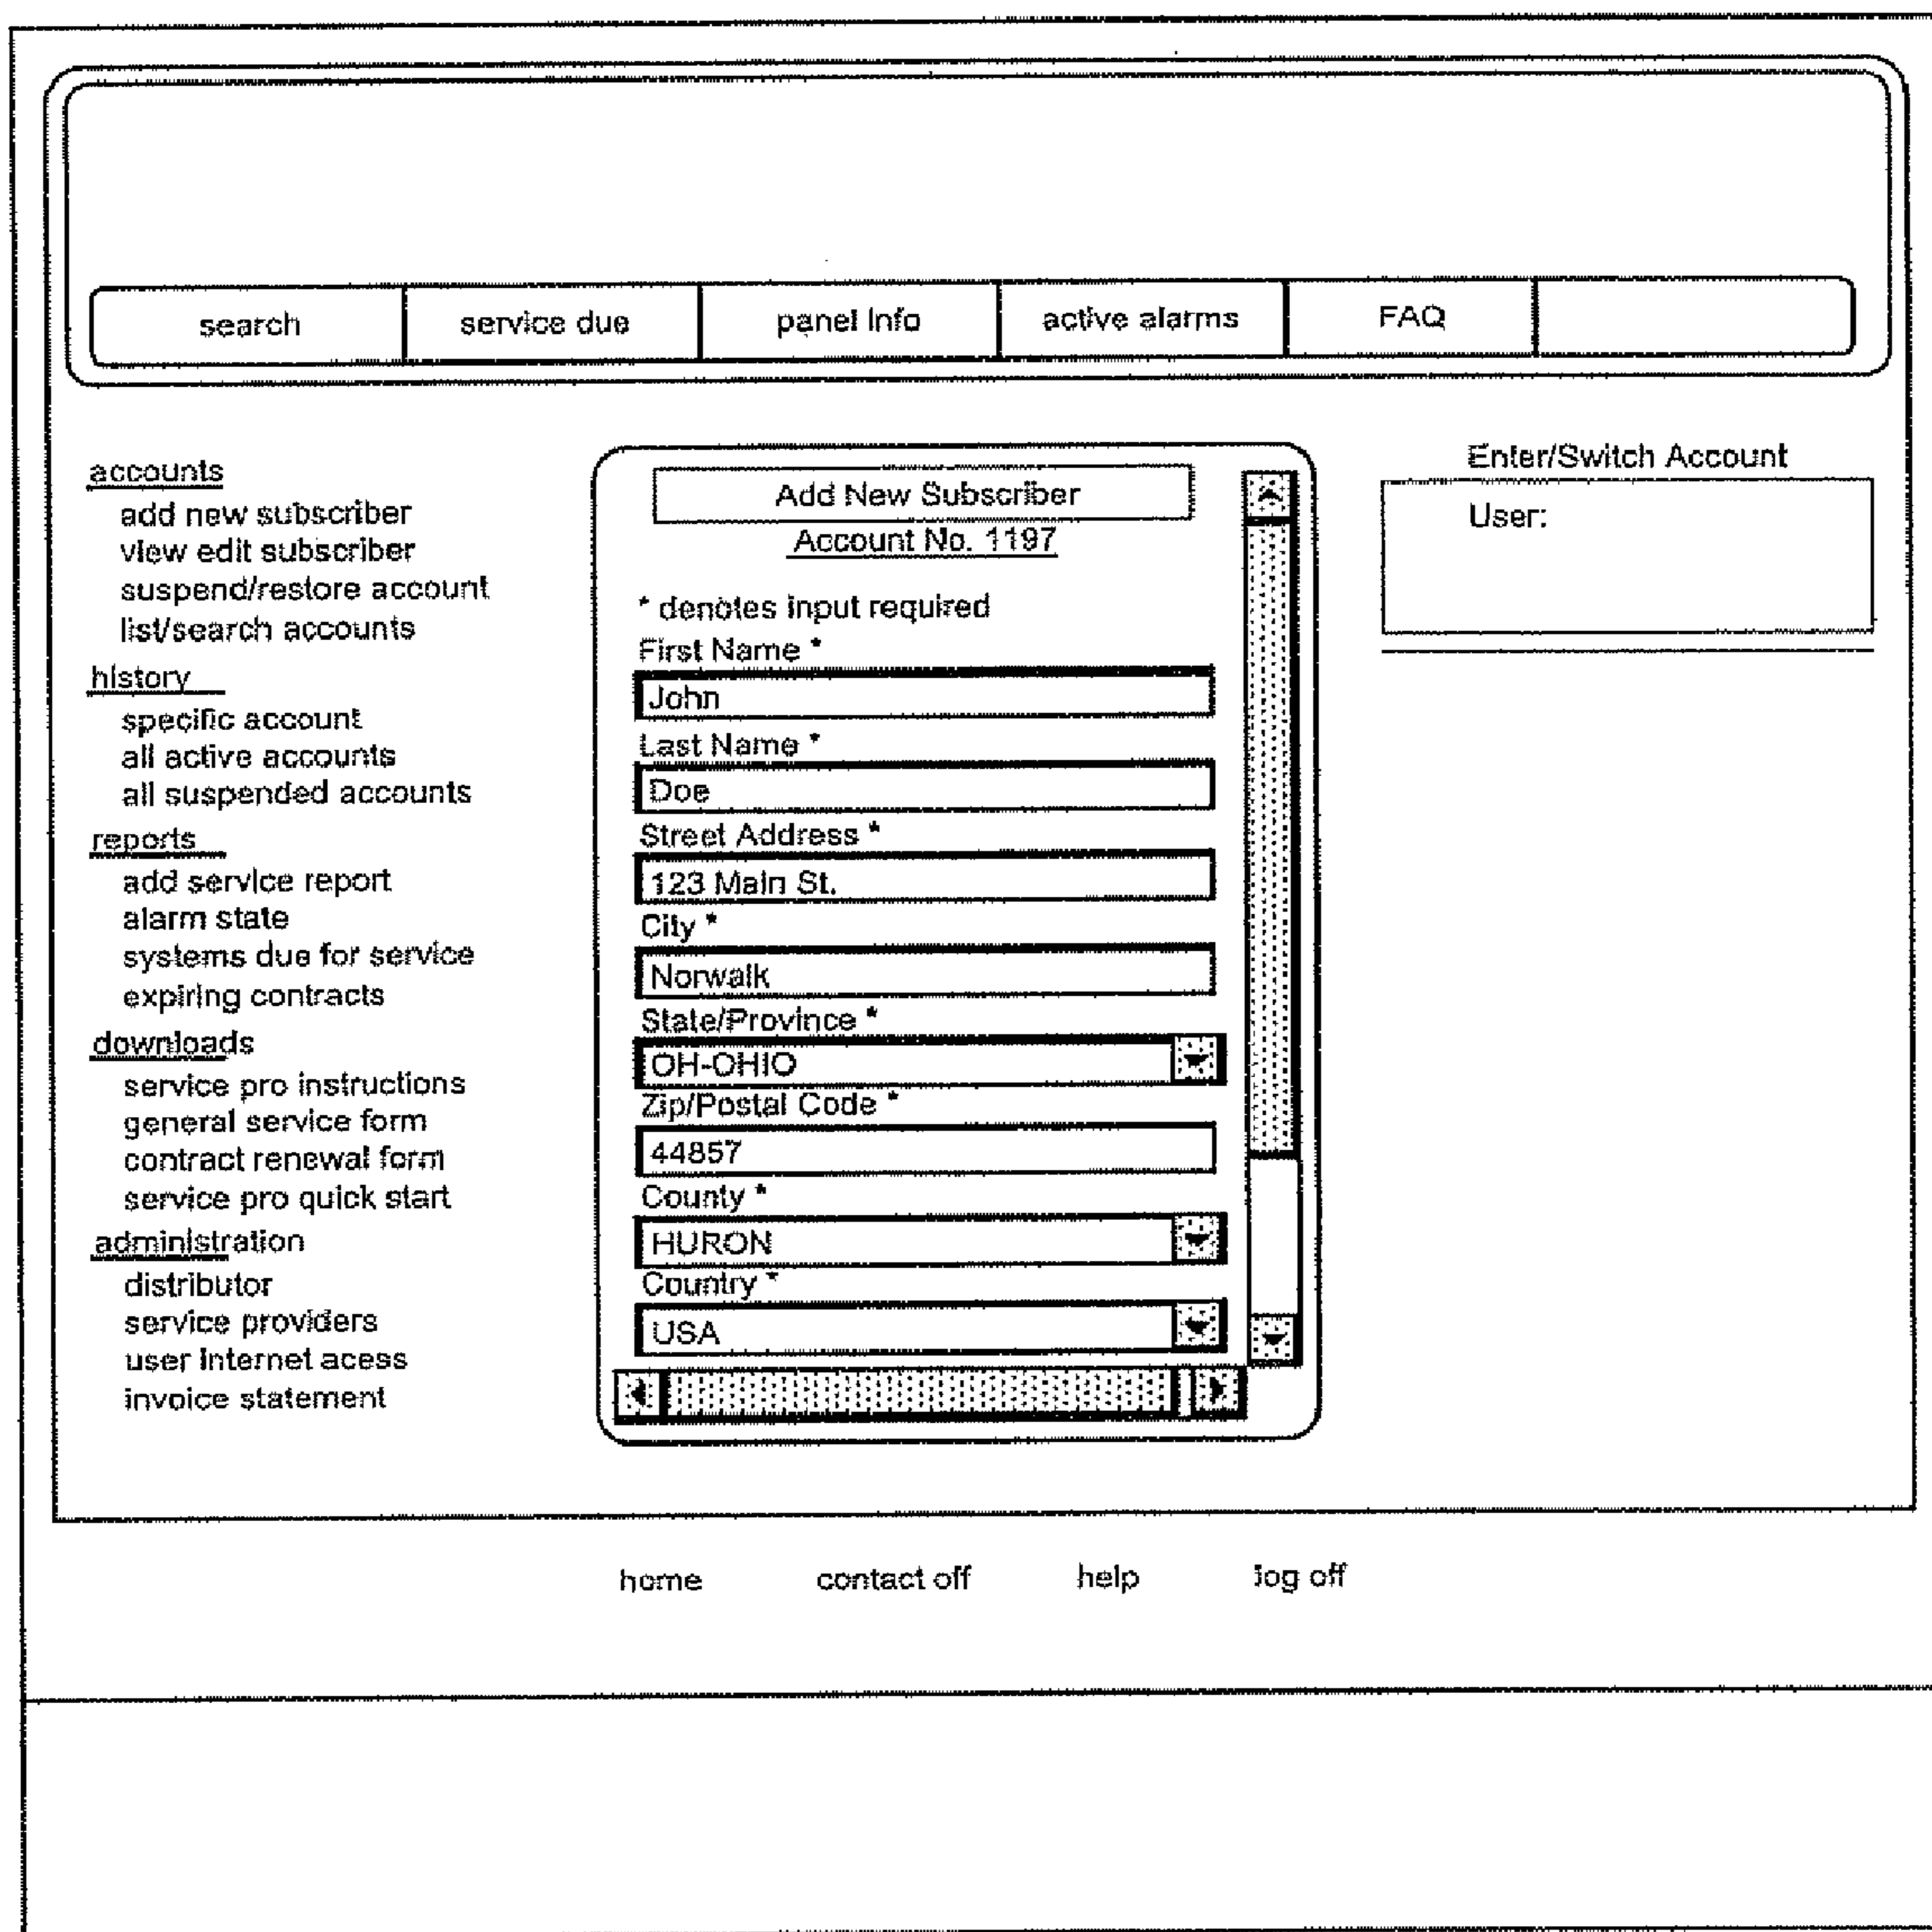 search service due panel info active alarms FAQ
accounts
add new subscriber
view edit subscriber
suspend/restore account
list/search accounts
history
specific account
all active accounts
all suspended accounts
reports
add service report
alarm state
systems due for service
expiring contracts
downloads
service pro instructions
general service form
contract renewal form
service pro quick start
administration
distributor
service providers
user Internet acess
invoice statement
Add New Subscriber
Account No. 1197
* denotes input required
First Name *
John
Last Name *
Doe
Street Address *
123 Main St.
City *
Norwalk
State/Province *
OH-OHIO
Zip/Postal Code *
44857
County *
HURON
Country *
USA
Enter/Switch Account
User:
home contact off help log off